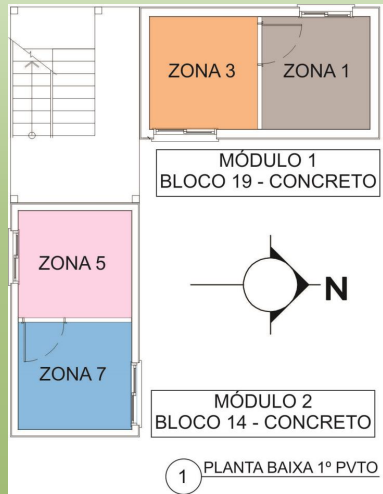 ZONA 3
ZONA 1
MÓDULO 1
BLOCO 19 - CONCRETO
ZONA 5
N
ZONA 7
MÓDULO 2
BLOCO 14 - CONCRETO
1
PLANTA BAIXA 1º PVTO